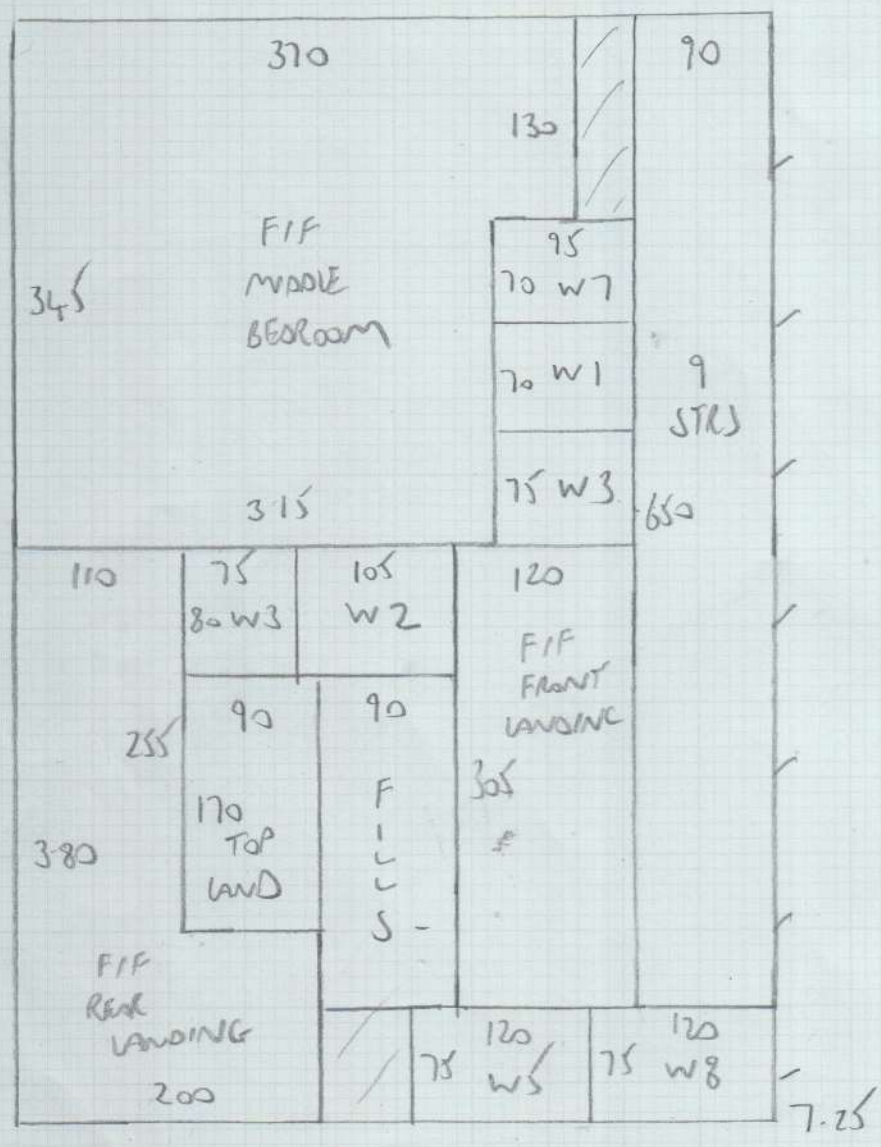 370
90
130
F/F
MIDDLE
BEDROOM
345
95
70 W7
70 W1
9
STRS
75 W3
3.15
650
110
75
80 W3
105
W2
120
F/F
FRONT
LANDING
90
90
255
305
170
TOP
LAND
F
I
L
L
S -
3.80
F/F
REAR
LANDING
200
75
120
W5
75
120
W8
7.25